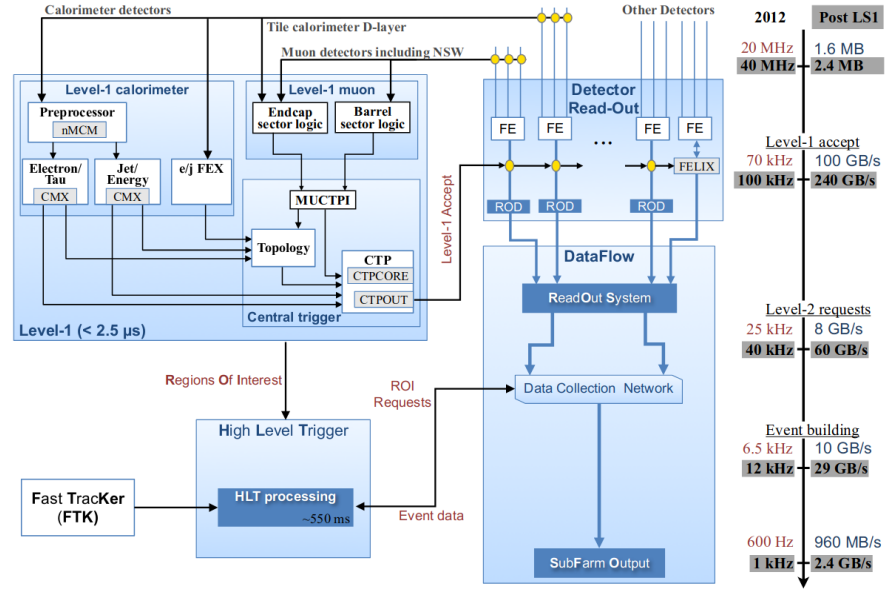 Calorimeter detectors
Tile calorimeter D-layer
Muon detectors including NSW
Other Detectors
2012
Post LS1
20 MHz
1.6 MB
40 MHz
2.4 MB
Level-1 calorimeter
Preprocessor
nMCM
Electron/
Tau
CMX
Jet/
Energy
CMX
e/j FEX
Level-1 muon
Endcap
sector logic
Barrel
sector logic
MUCTPI
Topology
CTP
CTPCORE
CTPOUT
Central trigger
Level-1 (< 2.5 µs)
Level-1 Accept
Detector
Read-Out
FE
FE
...
FE
FE
FELIX
ROD
ROD
ROD
Level-1 accept
70 kHz
100 GB/s
100 kHz
240 GB/s
DataFlow
ReadOut System
Data Collection Network
SubFarm Output
Level-2 requests
25 kHz
8 GB/s
40 kHz
60 GB/s
Regions Of Interest
ROI
Requests
High Level Trigger
HLT processing
~550 ms
Event data
Fast TracKer
(FTK)
Event building
6.5 kHz
10 GB/s
12 kHz
29 GB/s
600 Hz
960 MB/s
1 kHz
2.4 GB/s